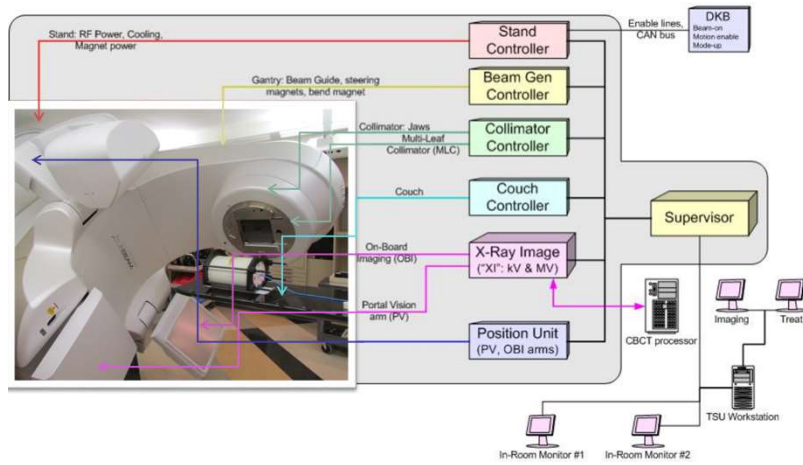 Stand: RF Power, Cooling,
Magnet power
Stand
Controller
Enable lines,
CAN bus
DKB
Beam-on
Motion enable
Mode-up
Gantry: Beam Guide, steering
magnets, bend magnet
Beam Gen
Controller
Collimator: Jaws
Multi-Leaf
Collimator (MLC)
Collimator
Controller
Couch
Couch
Controller
Supervisor
On-Board
Imaging (OBI)
X-Ray Image
("XI": kV & MV)
Portal Vision
arm (PV)
Position Unit
(PV, OBI arms)
CBCT processor
Imaging
Treat
TSU Workstation
In-Room Monitor #1
In-Room Monitor #2